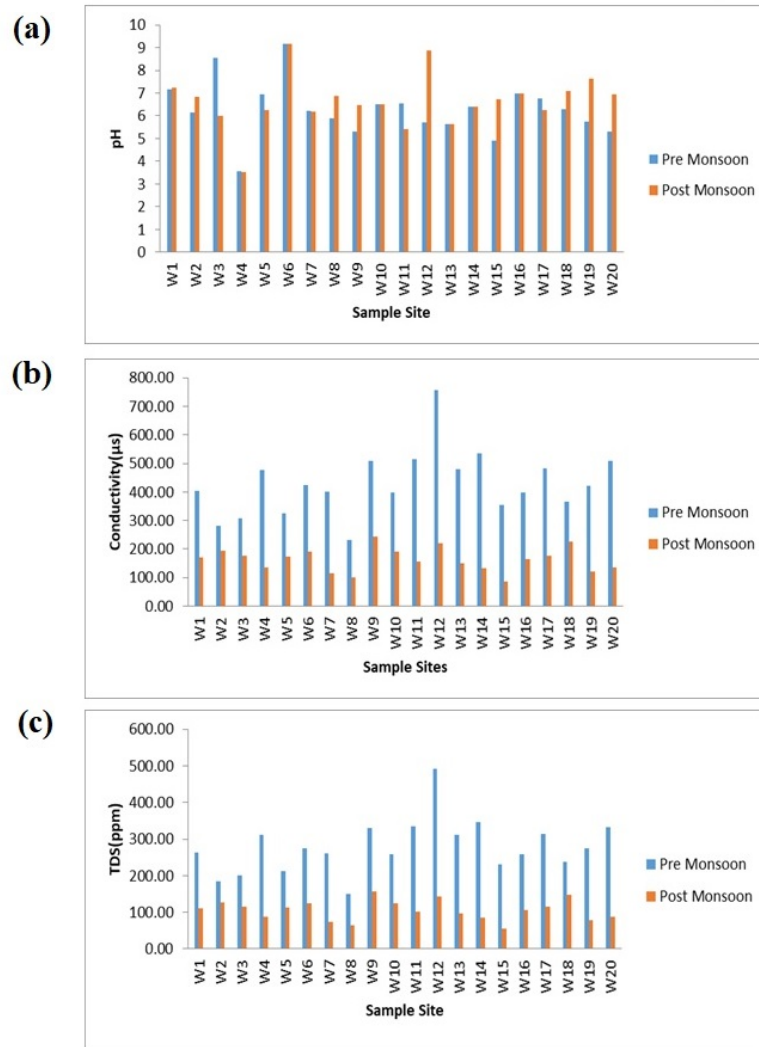 (a)
10
9
8
7
6
5
4
3
2
1
0
pH
W1 W2 W3 W4 W5 W6 W7 W8 W9 W10 W11 W12 W13 W14 W15 W16 W17 W18 W19 W20
Sample Site
Pre Monsoon
Post Monsoon
(b)
800.00
700.00
600.00
500.00
400.00
300.00
200.00
100.00
0.00
Conductivity(µs)
W1 W2 W3 W4 W5 W6 W7 W8 W9 W10 W11 W12 W13 W14 W15 W16 W17 W18 W19 W20
Sample Sites
Pre Monsoon
Post Monsoon
(c)
600.00
500.00
400.00
300.00
200.00
100.00
0.00
TDS(ppm)
W1 W2 W3 W4 W5 W6 W7 W8 W9 W10 W11 W12 W13 W14 W15 W16 W17 W18 W19 W20
Sample Site
Pre Monsoon
Post Monsoon